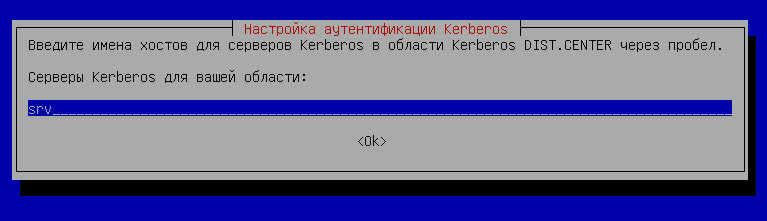 Настройка аутентификации Kerberos
Введите имена хостов для серверов Kerberos в области Kerberos DIST.CENTER через пробел.
Серверы Kerberos для вашей области:
srv
<Ok>